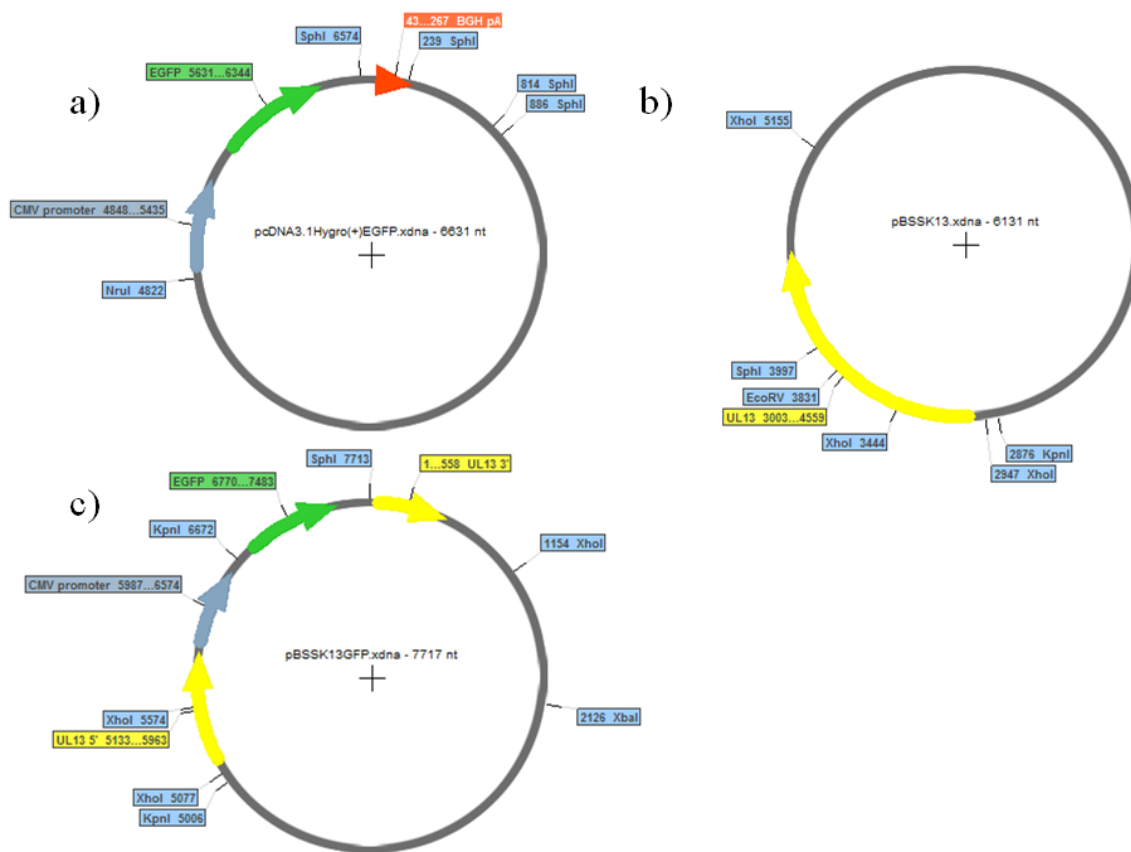 a)
SphI 6574
43...267 BGH pA
239 SphI
EGFP 5631...6344
814 SphI
886 SphI
CMV promoter 4848...5435
pcDNA3.1Hygro(+)EGFP.xdna - 6631 nt
NruI 4822
b)
XhoI 5155
pBSSK13.xdna - 6131 nt
SphI 3997
EcoRV 3831
UL13 3003...4559
XhoI 3444
2876 KpnI
2947 XhoI
c)
SphI 7713
1...558 UL13 3'
EGFP 6770...7483
KpnI 6672
1154 XhoI
CMV promoter 5987...6574
pBSSK13GFP.xdna - 7717 nt
XhoI 5574
2126 XbaI
UL13 5' 5133...5963
XhoI 5077
KpnI 5006